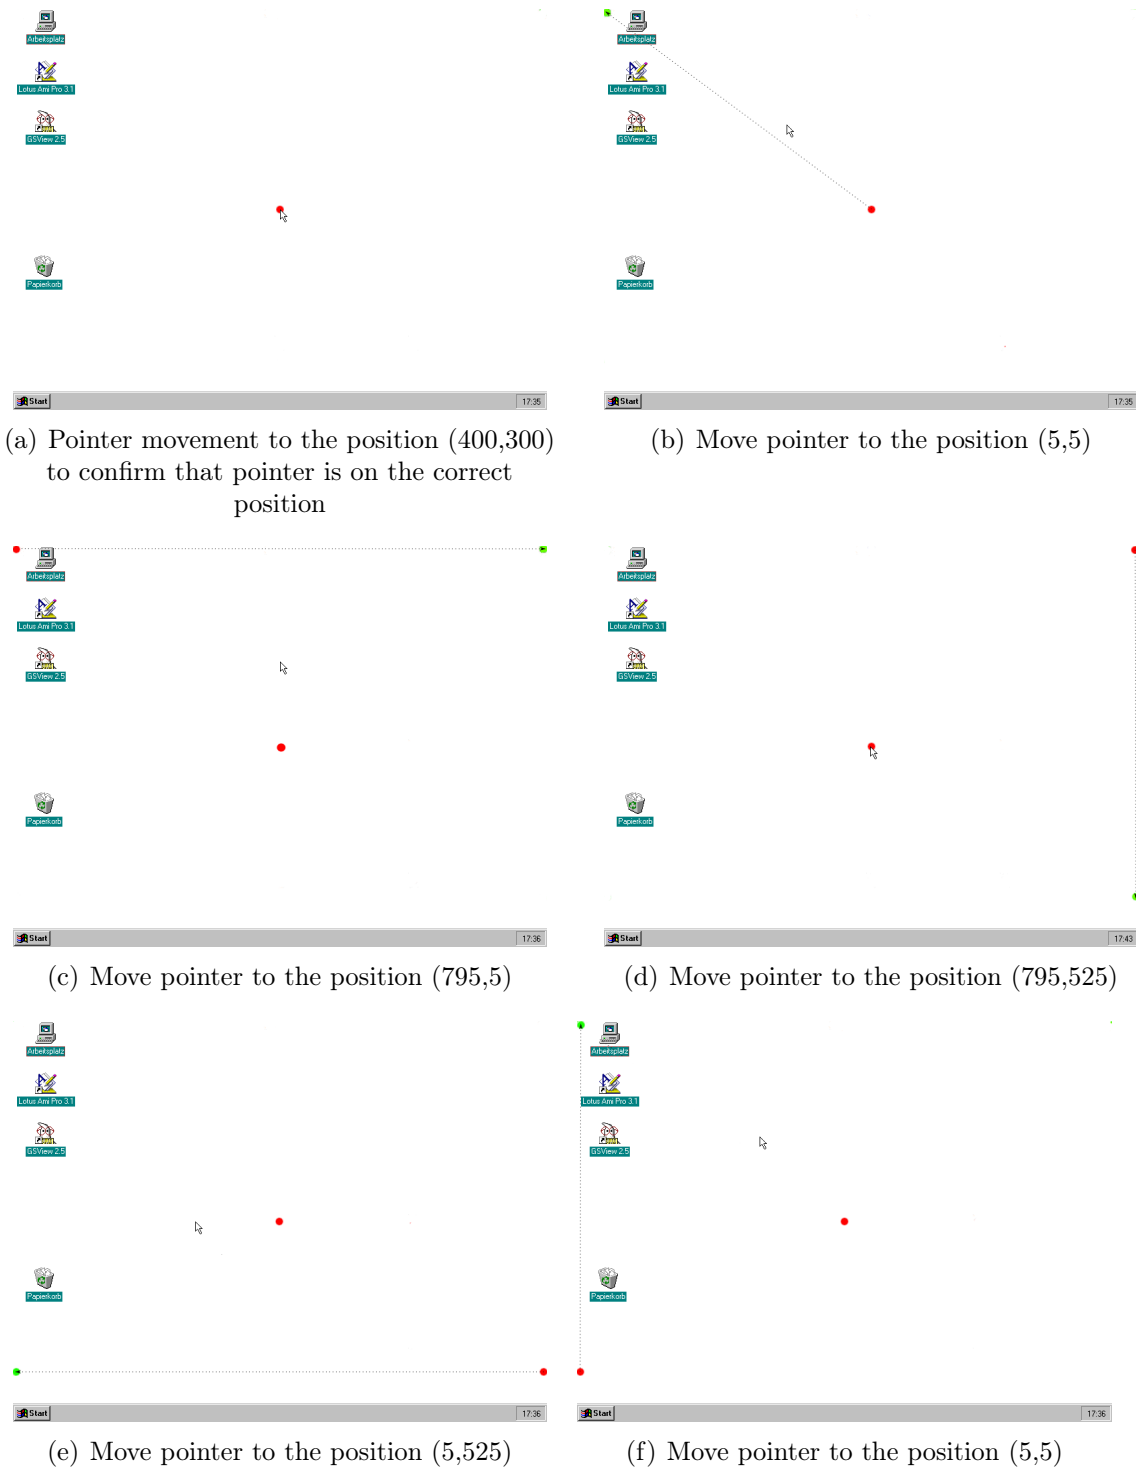 Arbeitsplatz
Lotus Ami Pro 3.1
GSView 2.5
Papierkorb
Start 17:35
(a) Pointer movement to the position (400,300)
to confirm that pointer is on the correct
position
Arbeitsplatz
Lotus Ami Pro 3.1
GSView 2.5
Papierkorb
Start 17:35
(b) Move pointer to the position (5,5)
Arbeitsplatz
Lotus Ami Pro 3.1
GSView 2.5
Papierkorb
Start 17:36
(c) Move pointer to the position (795,5)
Arbeitsplatz
Lotus Ami Pro 3.1
GSView 2.5
Papierkorb
Start 17:43
(d) Move pointer to the position (795,525)
Arbeitsplatz
Lotus Ami Pro 3.1
GSView 2.5
Papierkorb
Start 17:36
(e) Move pointer to the position (5,525)
Arbeitsplatz
Lotus Ami Pro 3.1
GSView 2.5
Papierkorb
Start 17:36
(f) Move pointer to the position (5,5)